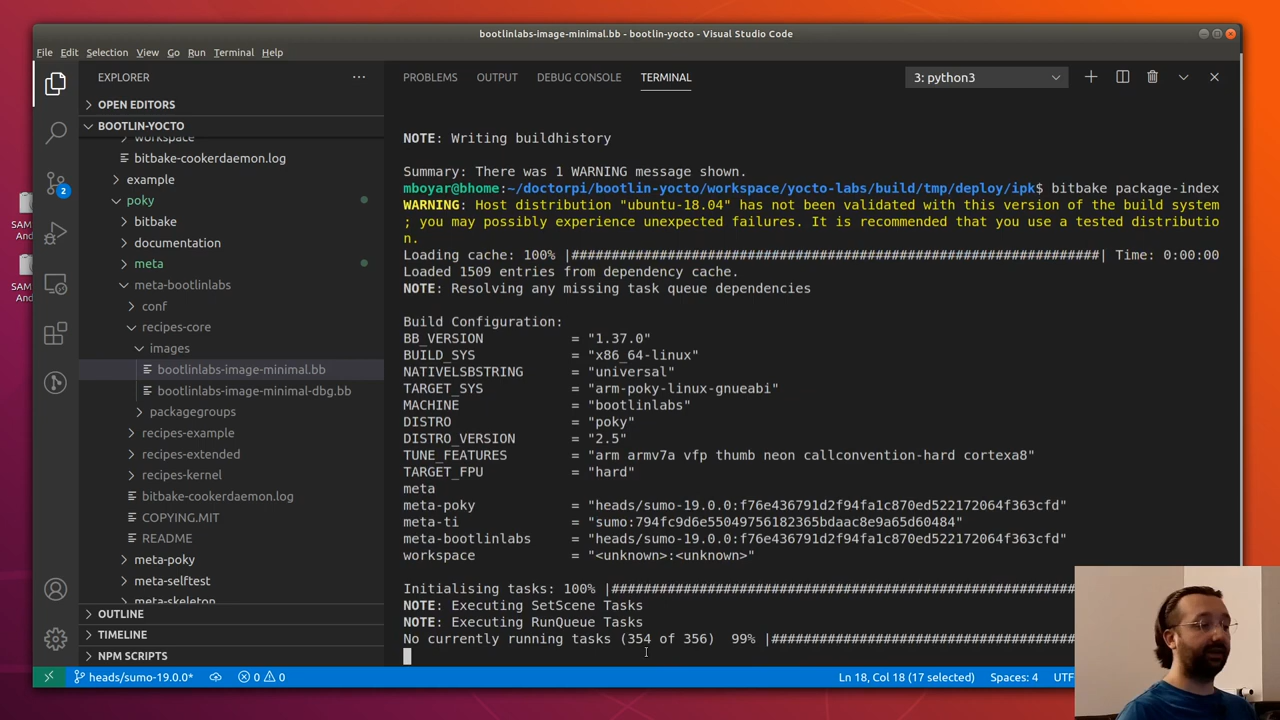 bootlinlabs-image-minimal.bb - bootlin-yocto - Visual Studio Code
File Edit Selection View Go Run Terminal Help
EXPLORER
OPEN EDITORS
BOOTLIN-YOCTO
workspace
bitbake-cookerdaemon.log
example
poky
bitbake
documentation
meta
meta-bootlinlabs
conf
recipes-core
images
bootlinlabs-image-minimal.bb
bootlinlabs-image-minimal-dbg.bb
packagegroups
recipes-example
recipes-extended
recipes-kernel
bitbake-cookerdaemon.log
COPYING.MIT
README
meta-poky
meta-selftest
meta-skeleton
OUTLINE
TIMELINE
NPM SCRIPTS
2
SAM
An
SAM
An
PROBLEMS OUTPUT DEBUG CONSOLE TERMINAL 3: python3
NOTE: Writing buildhistory
Summary: There was 1 WARNING message shown.
mboyar@bhome:~/doctorpi/bootlin-yocto/workspace/yocto-labs/build/tmp/deploy/ipk$ bitbake package-index
WARNING: Host distribution "ubuntu-18.04" has not been validated with this version of the build system
; you may possibly experience unexpected failures. It is recommended that you use a tested distributio
n.
Loading cache: 100% |###################################################################| Time: 0:00:00
Loaded 1509 entries from dependency cache.
NOTE: Resolving any missing task queue dependencies
Build Configuration:
BB_VERSION = "1.37.0"
BUILD_SYS = "x86_64-linux"
NATIVELSBSTRING = "universal"
TARGET_SYS = "arm-poky-linux-gnueabi"
MACHINE = "bootlinlabs"
DISTRO = "poky"
DISTRO_VERSION = "2.5"
TUNE_FEATURES = "arm armv7a vfp thumb neon callconvention-hard cortexa8"
TARGET_FPU = "hard"
meta
meta-poky = "heads/sumo-19.0.0:f76e436791d2f94fa1c870ed522172064f363cfd"
meta-ti = "sumo:794fc9d6e55049756182365bdaac8e9a65d60484"
meta-bootlinlabs = "heads/sumo-19.0.0:f76e436791d2f94fa1c870ed522172064f363cfd"
workspace = "<unknown>:<unknown>"
Initialising tasks: 100% |########################################################
NOTE: Executing SetScene Tasks
NOTE: Executing RunQueue Tasks
No currently running tasks (354 of 356) 99% |#####################################
heads/sumo-19.0.0* 0 0 Ln 18, Col 18 (17 selected) Spaces: 4 UTF